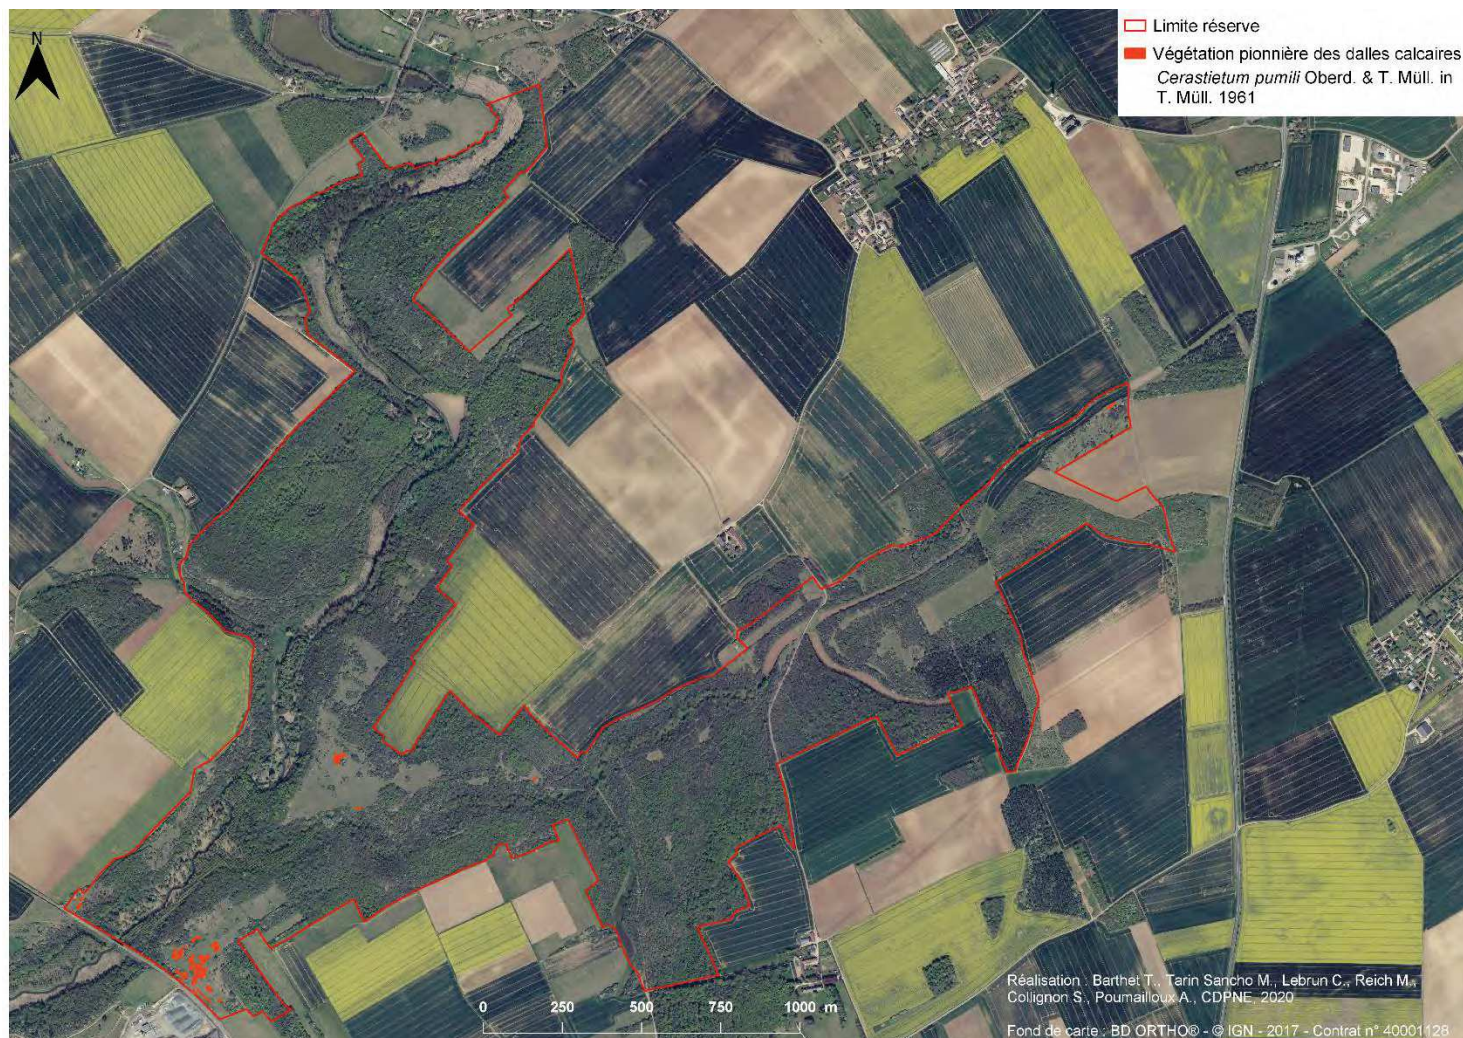 N
Limite réserve
Végétation pionnière des dalles calcaires
Cerastietum pumili Oberd. & T. Müll. in
T. Müll. 1961
0 250 500 750 1000 m
Réalisation : Barthet T., Tarin Sancho M., Lebrun C., Reich M.,
Collignon S., Poumailloux A., CDPNE, 2020
Fond de carte : BD ORTHO® - © IGN - 2017 - Contrat n° 40001128